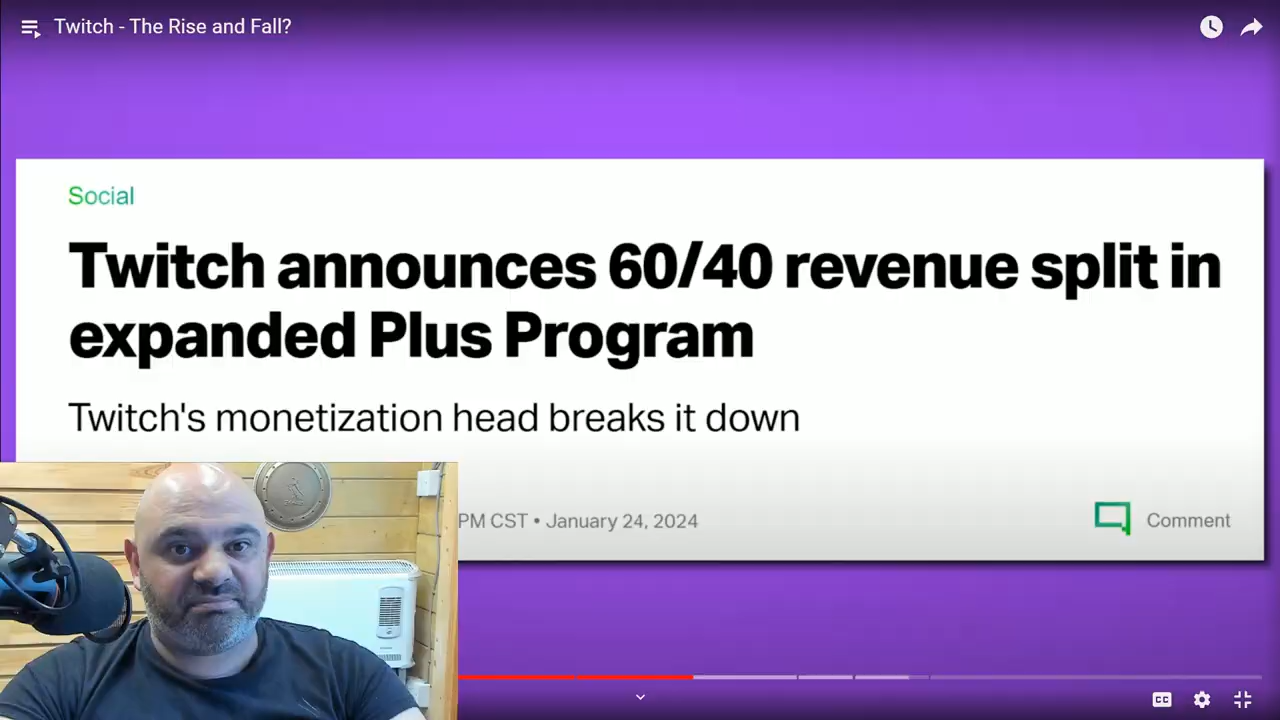 Twitch - The Rise and Fall?
Social
Twitch announces 60/40 revenue split in
expanded Plus Program
Twitch's monetization head breaks it down
PM CST • January 24, 2024
Comment
CC